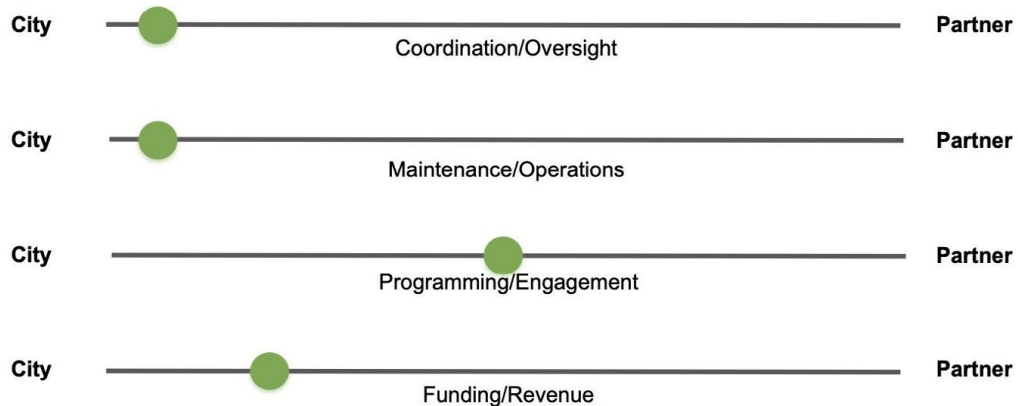 City Partner
Coordination/Oversight
City Partner
Maintenance/Operations
City Partner
Programming/Engagement
City Partner
Funding/Revenue